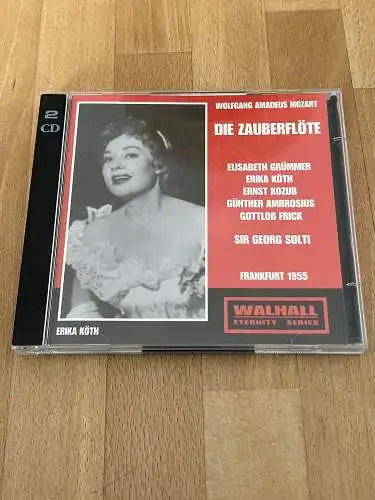 2
CD
WOLFGANG AMADEUS MOZART
DIE ZAUBERFLÖTE
ELISABETH GRÜMMER
ERIKA KÖTH
ERNST KOZUB
GÜNTHER AMBROSIUS
GOTTLOB FRICK
SIR GEORG SOLTI
FRANKFURT 1955
WALHALL
ETERNITY SERIES
ERIKA KÖTH